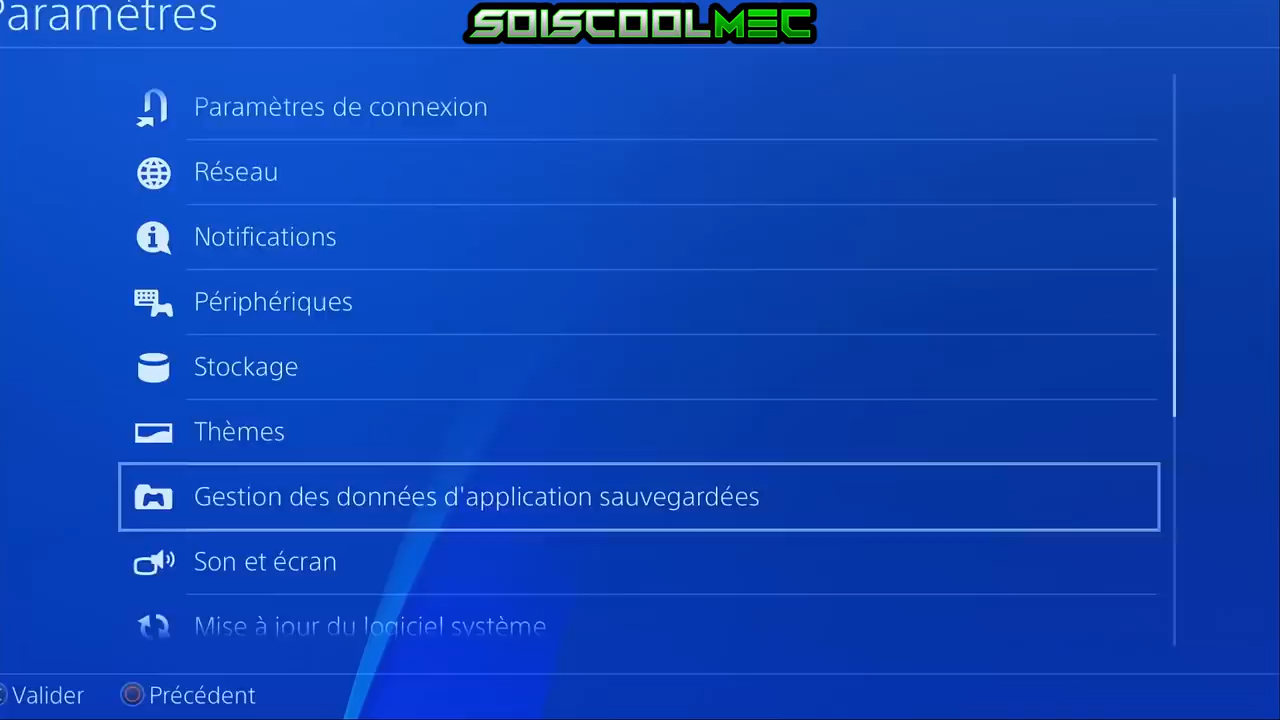 Paramètres
SOISCOOLMEC
Paramètres de connexion
Réseau
Notifications
Périphériques
Stockage
Thèmes
Gestion des données d'application sauvegardées
Son et écran
Mise à jour du logiciel système
Valider
Précédent